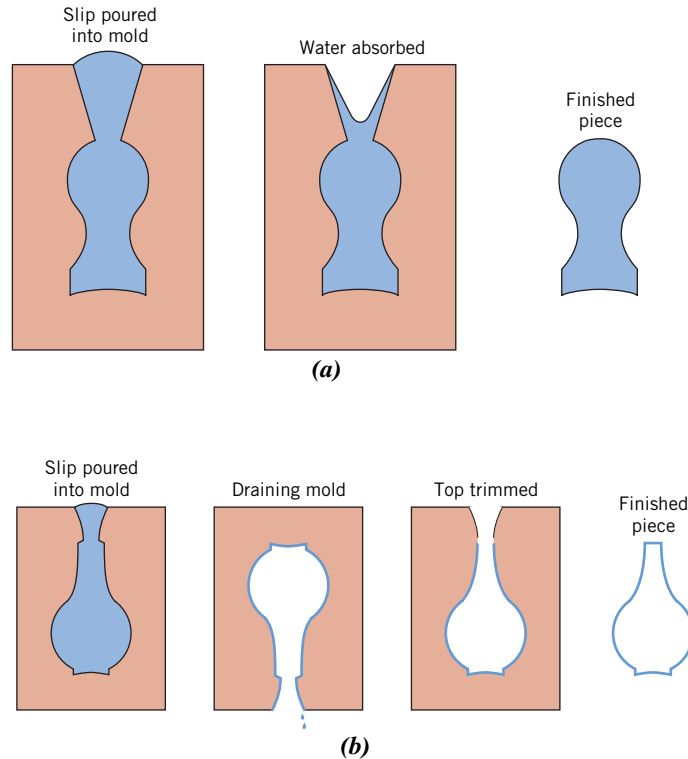 Slip poured
into mold
Water absorbed
Finished
piece
(a)
Slip poured
into mold
Draining mold
Top trimmed
Finished
piece
(b)